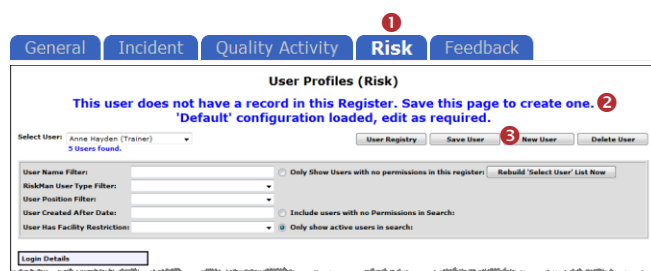 1
General Incident Quality Activity Risk Feedback
User Profiles (Risk)
This user does not have a record in this Register. Save this page to create one. 2
'Default' configuration loaded, edit as required.
Select User: Anne Hayden (Trainer) User Registry Save User 3 New User Delete User
5 Users found.
User Name Filter: Only Show Users with no permissions in this register: Rebuild 'Select User' List Now
RiskMan User Type Filter:
User Position Filter:
User Created After Date: Include users with no Permissions in Search:
User Has Facility Restriction: Only show active users in search:
Login Details